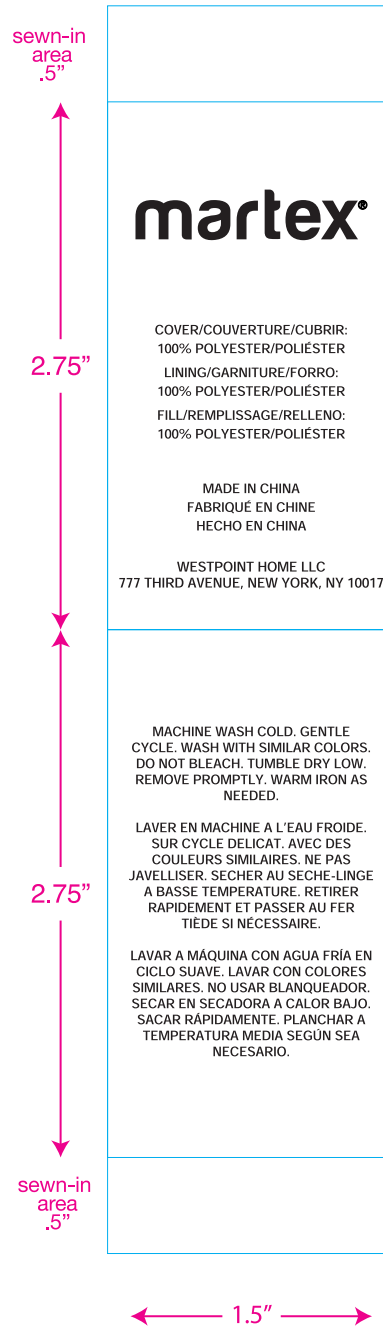 sewn-in
area
.5”
martex®
COVER/COUVERTURE/CUBRIR:
100% POLYESTER/POLIÉSTER
LINING/GARNITURE/FORRO:
100% POLYESTER/POLIÉSTER
FILL/REMPLISSAGE/RELLENO:
100% POLYESTER/POLIÉSTER
2.75”
MADE IN CHINA
FABRIQUÉ EN CHINE
HECHO EN CHINA
WESTPOINT HOME LLC
777 THIRD AVENUE, NEW YORK, NY 10017
MACHINE WASH COLD. GENTLE
CYCLE. WASH WITH SIMILAR COLORS.
DO NOT BLEACH. TUMBLE DRY LOW.
REMOVE PROMPTLY. WARM IRON AS
NEEDED.
LAVER EN MACHINE A L’EAU FROIDE.
SUR CYCLE DELICAT. AVEC DES
COULEURS SIMILAIRES. NE PAS
JAVELLISER. SECHER AU SECHE-LINGE
A BASSE TEMPERATURE. RETIRER
RAPIDEMENT ET PASSER AU FER
TIÈDE SI NÉCESSAIRE.
2.75”
LAVAR A MÁQUINA CON AGUA FRÍA EN
CICLO SUAVE. LAVAR CON COLORES
SIMILARES. NO USAR BLANQUEADOR.
SECAR EN SECADORA A CALOR BAJO.
SACAR RÁPIDAMENTE. PLANCHAR A
TEMPERATURA MEDIA SEGÚN SEA
NECESARIO.
sewn-in
area
.5”
1.5”